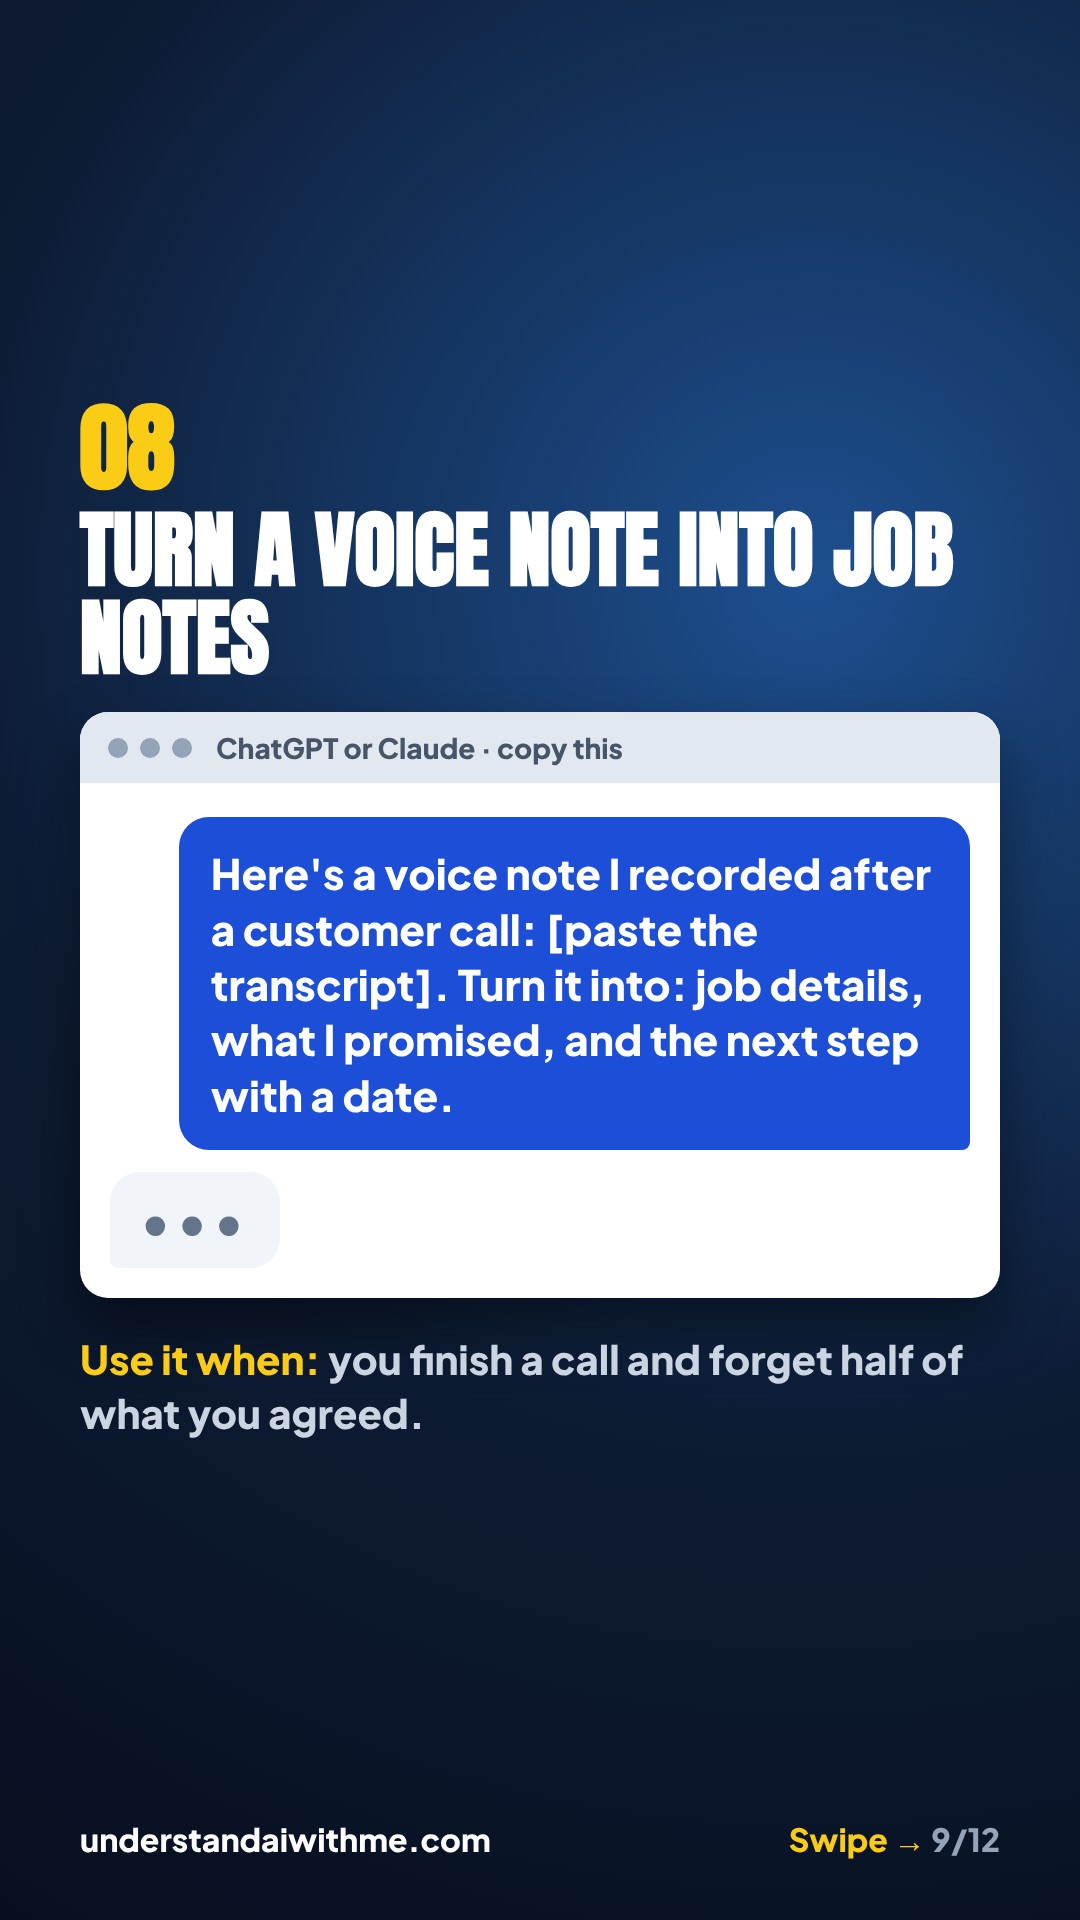 08
TURN A VOICE NOTE INTO JOB
NOTES
ChatGPT or Claude · copy this
Here's a voice note I recorded after
a customer call: [paste the
transcript]. Turn it into: job details,
what I promised, and the next step
with a date.
Use it when: you finish a call and forget half of
what you agreed.
understandaiwithme.com
Swipe → 9/12